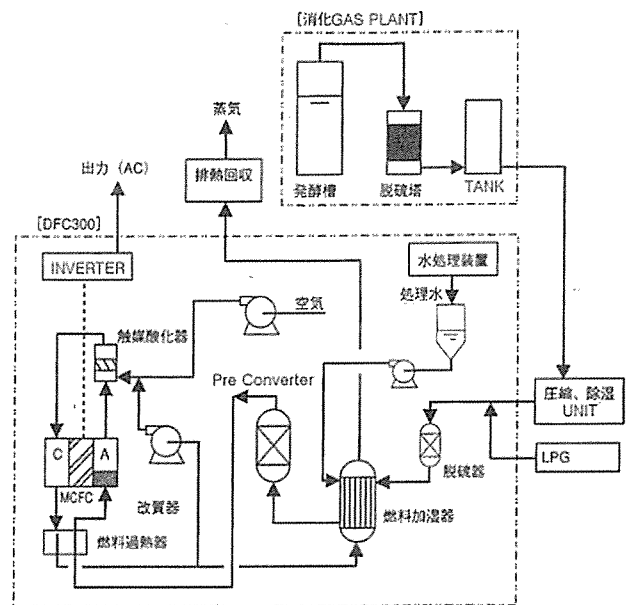 [消化GAS PLANT]
蒸気
出力 (AC)
排熱回収
発酵槽
脱硫塔
TANK
[DFC300]
INVERTER
水処理装置
処理水
空気
触媒酸化器
Pre Converter
圧縮、除湿
UNIT
C
A
脱硫器
LPG
MCFC
改質器
燃料加湿器
燃料過熱器